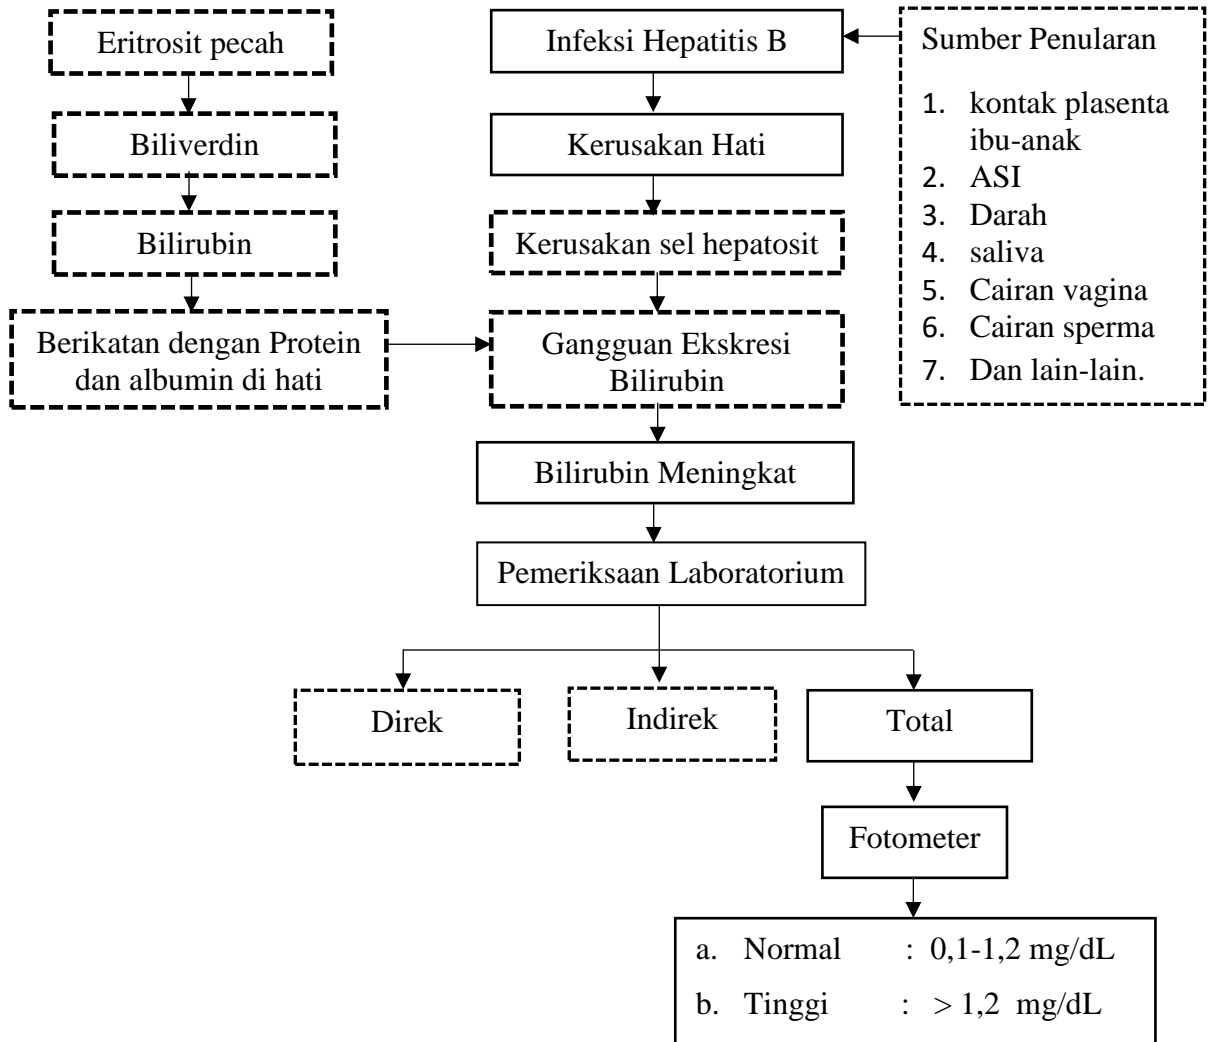 Eritrosit pecah
Biliverdin
Bilirubin
Berikatan dengan Protein
dan albumin di hati
Infeksi Hepatitis B
Kerusakan Hati
Kerusakan sel hepatosit
Gangguan Ekskresi
Bilirubin
Sumber Penularan
1. kontak plasenta
ibu-anak
2. ASI
3. Darah
4. saliva
5. Cairan vagina
6. Cairan sperma
7. Dan lain-lain.
Bilirubin Meningkat
Pemeriksaan Laboratorium
Direk
Indirek
Total
Fotometer
a. Normal : 0,1-1,2 mg/dL
b. Tinggi : > 1,2 mg/dL